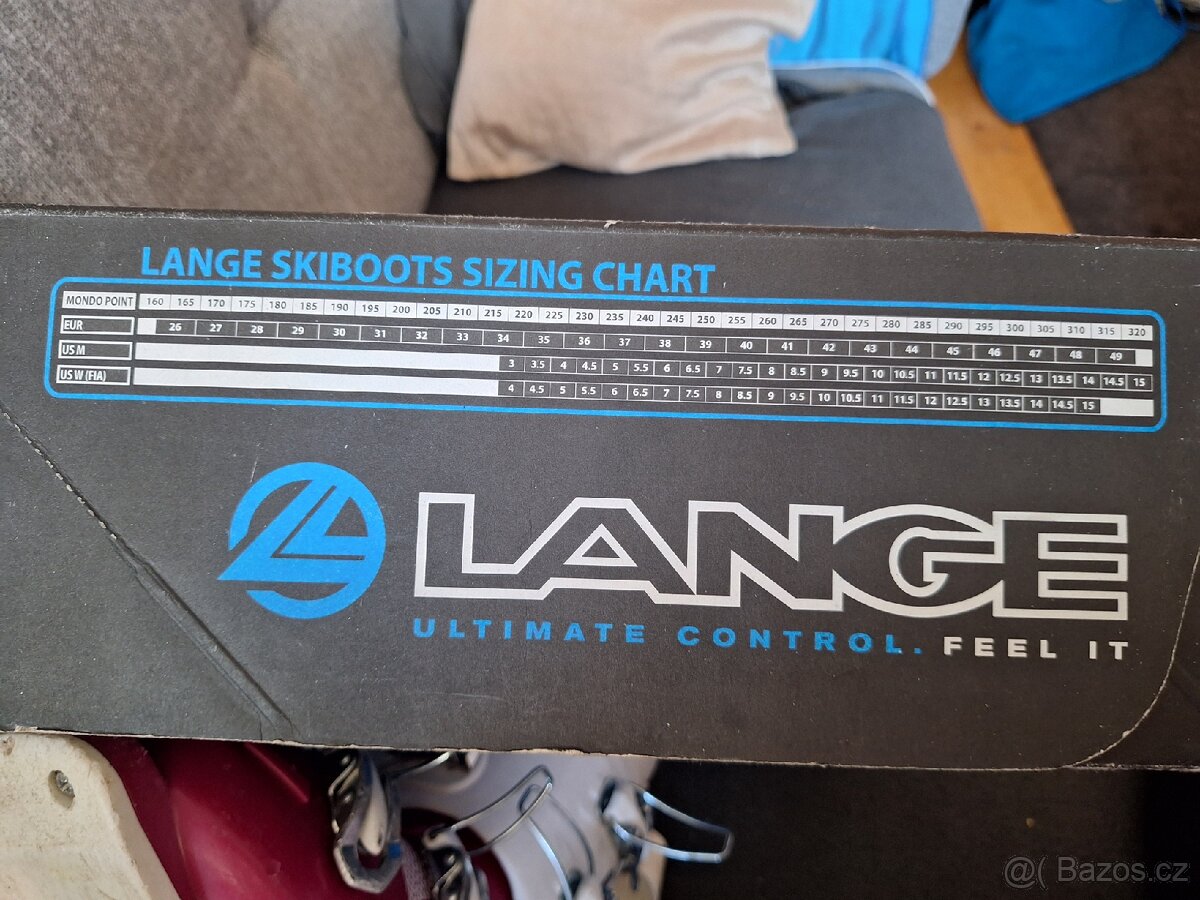 LANGE SKIBOOTS SIZING CHART
MONDO POINT 160 165 170 175 180 185 190 195 200 205 210 215 220 225 230 235 240 245 250 255 260 265 270 275 280 285 290 295 300 305 310 315 320
EUR 26 27 28 29 30 31 32 33 34 35 36 37 38 39 40 41 42 43 44 45 46 47 48 49
US M 3 3.5 4 4.5 5 5.5 6 6.5 7 7.5 8 8.5 9 9.5 10 10.5 11 11.5 12 12.5 13 13.5 14 14.5 15
US W (FIA) 4 4.5 5 5.5 6 6.5 7 7.5 8 8.5 9 9.5 10 10.5 11 11.5 12 12.5 13 13.5 14 14.5 15
LANGE
ULTIMATE CONTROL. FEEL IT
@( Bazos.cz